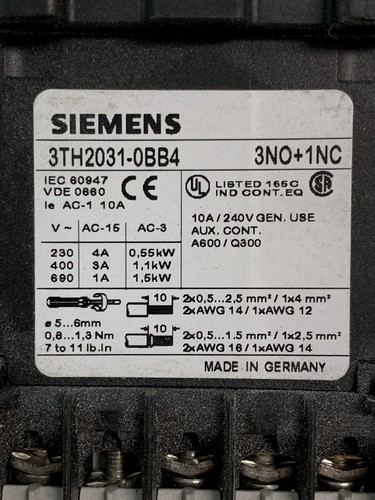 SIEMENS
3TH2031-0BB4 3NO+1NC
IEC 60947
VDE 0660
Ie AC-1 10A
CE
UL LISTED 165C
IND CONT. EQ
SA
10A / 240V GEN. USE
AUX. CONT.
A600 / Q300
V ~ AC-15 AC-3
230 4A 0,55kW
400 3A 1,1kW
690 1A 1,5kW
10 2x0,5...2,5 mm² / 1x4 mm²
2xAWG 14 / 1xAWG 12
ø 5...6mm
0,8...1,3 Nm
7 to 11 lb.in
10 2x0,5...1.5 mm² / 1x2,5 mm²
2xAWG 16 / 1xAWG 14
MADE IN GERMANY